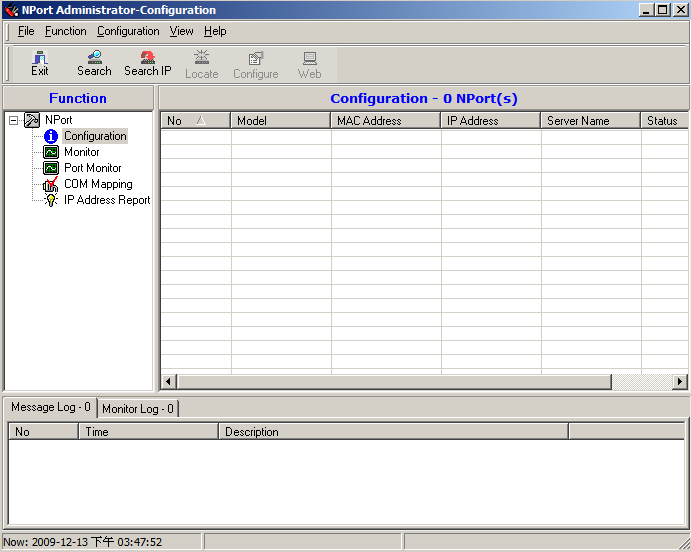 NPort Administrator-Configuration
File Function Configuration View Help
Exit Search Search IP Locate Configure Web
Function
Configuration - 0 NPort(s)
NPort
Configuration
Monitor
Port Monitor
COM Mapping
IP Address Report
No Model MAC Address IP Address Server Name Status
Message Log - 0 Monitor Log - 0
No Time Description
Now: 2009-12-13 下午 03:47:52